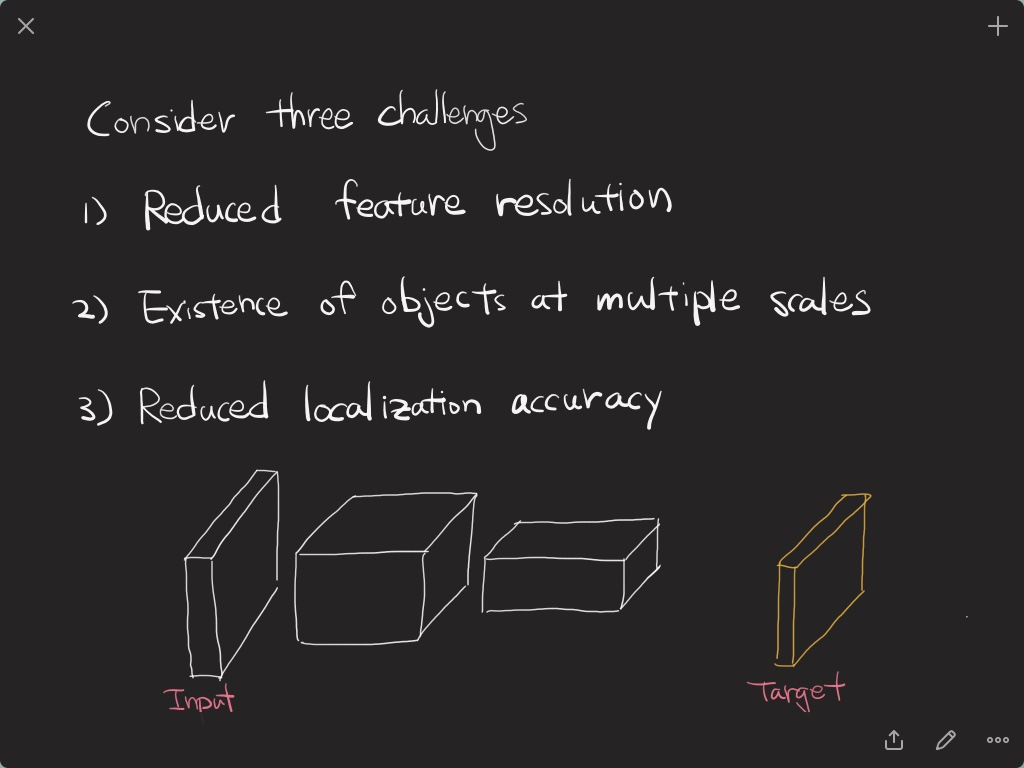 Consider three challenges
1) Reduced feature resolution
2) Existence of objects at multiple scales
3) Reduced localization accuracy
Input
Target